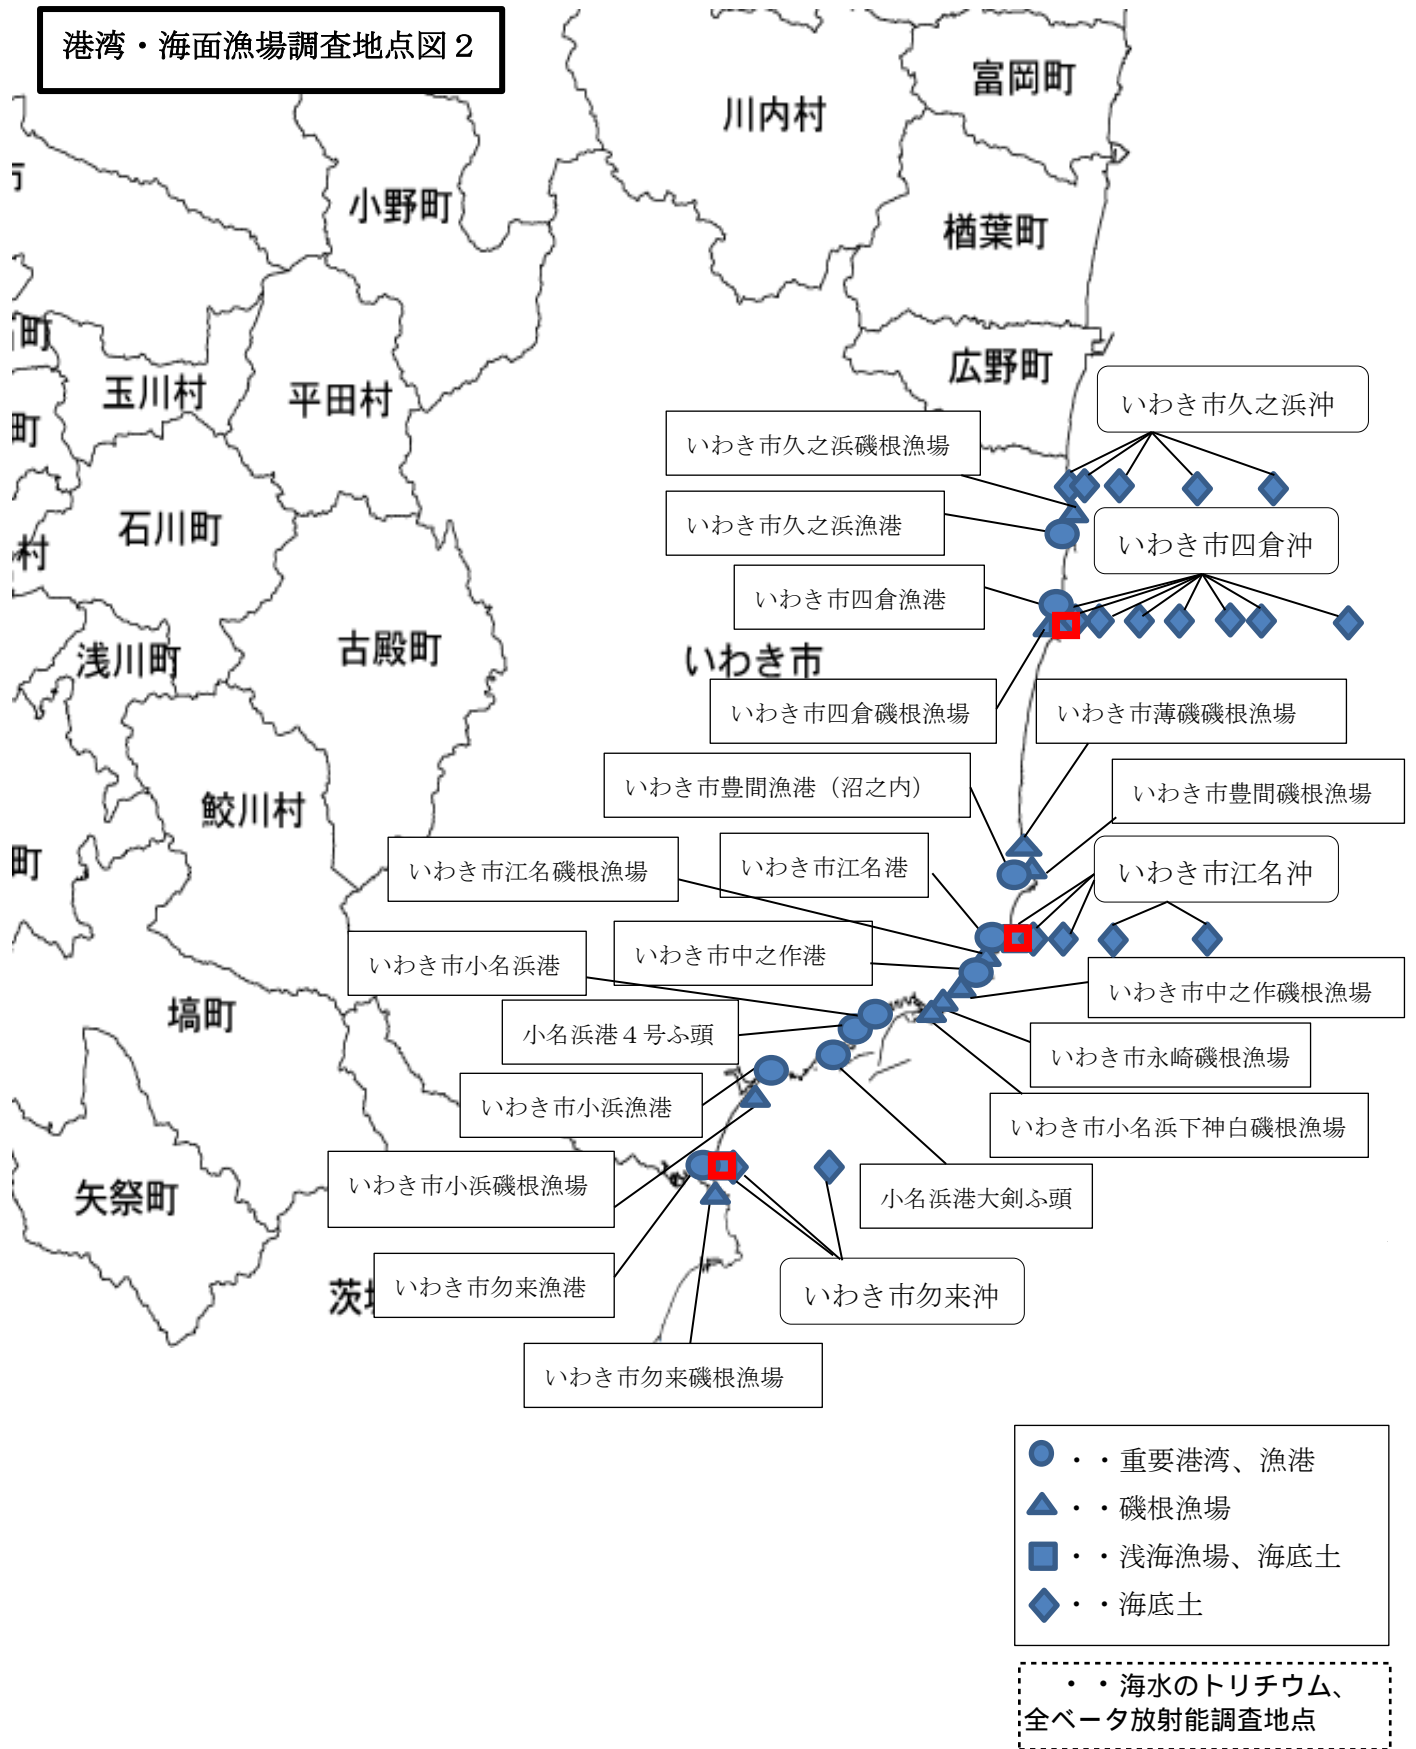 港湾・海面漁場調査地点図２
富岡町
川内村
小野町
楢葉町
町
広野町
玉川村
平田村
いわき市久之浜沖
町
いわき市久之浜磯根漁場
石川町
いわき市久之浜漁港
村
いわき市四倉沖
いわき市四倉漁港
古殿町
浅川町
いわき市
いわき市四倉磯根漁場
いわき市薄磯磯根漁場
いわき市豊間漁港（沼之内）
いわき市豊間磯根漁場
鮫川村
町
いわき市江名磯根漁場
いわき市江名港
いわき市江名沖
いわき市小名浜港
いわき市中之作港
いわき市中之作磯根漁場
塙町
小名浜港４号ふ頭
いわき市永崎磯根漁場
いわき市小浜漁港
いわき市小名浜下神白磯根漁場
いわき市小浜磯根漁場
小名浜港大剣ふ頭
矢祭町
いわき市勿来漁港
茨
いわき市勿来沖
いわき市勿来磯根漁場
・・重要港湾、漁港
・・磯根漁場
・・浅海漁場、海底土
・・海底土
・・海水のトリチウム、
全ベータ放射能調査地点